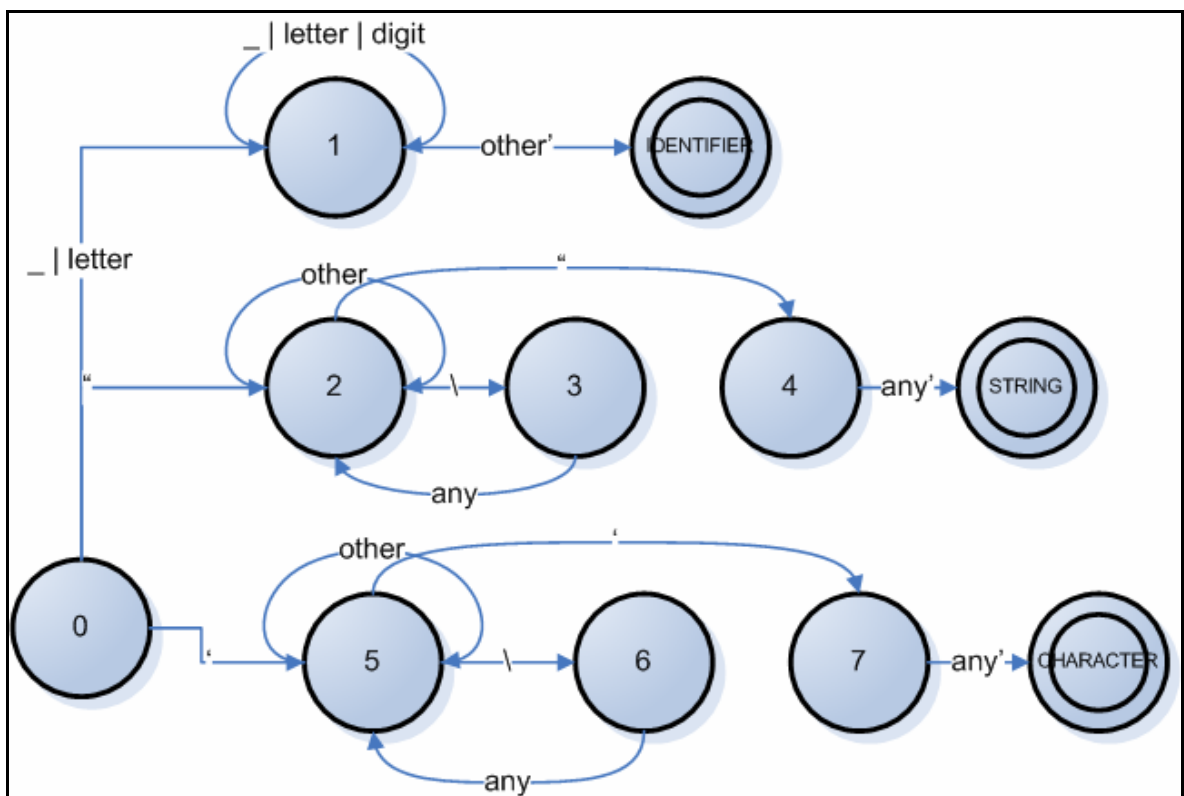 _ | letter | digit
1
other’
IDENTIFIER
_ | letter
other
“
“
2
\
3
4
any’
STRING
any
other
‘
0
‘
5
\
6
7
any’
CHARACTER
any